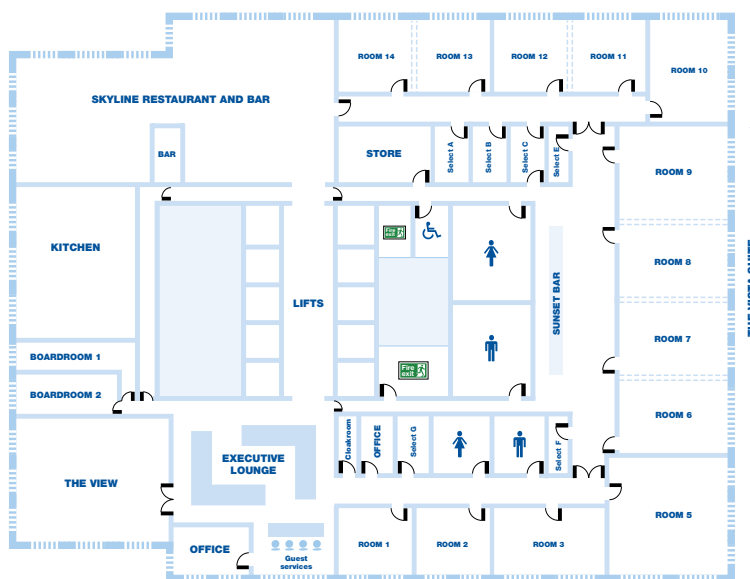 ROOM 14
ROOM 13
ROOM 12
ROOM 11
ROOM 10
SKYLINE RESTAURANT AND BAR
BAR
STORE
Select A
Select B
Select C
Select E
ROOM 9
KITCHEN
Fire
exit
ROOM 8
LIFTS
SUNSET BAR
THE VISTA SUITE
ROOM 7
BOARDROOM 1
Fire
exit
BOARDROOM 2
ROOM 6
Cloakroom
OFFICE
Select G
Select F
EXECUTIVE
LOUNGE
THE VIEW
ROOM 5
OFFICE
Guest
services
ROOM 1
ROOM 2
ROOM 3